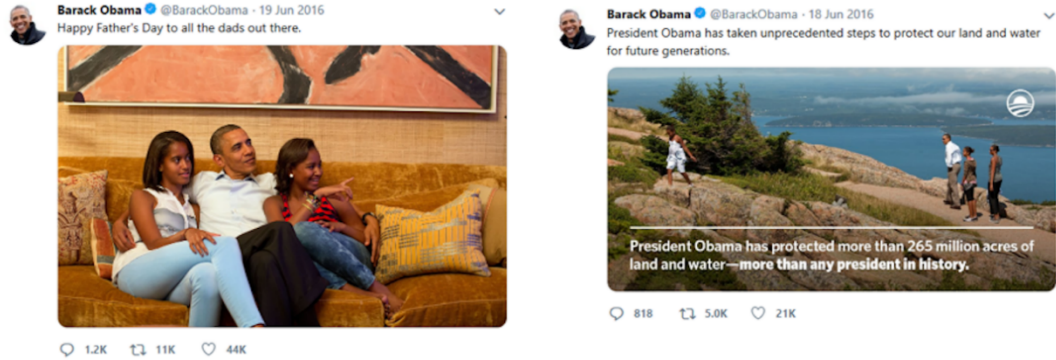 Barack Obama @BarackObama · 19 Jun 2016
Happy Father's Day to all the dads out there.
1.2K 11K 44K
Barack Obama @BarackObama · 18 Jun 2016
President Obama has taken unprecedented steps to protect our land and water
for future generations.
President Obama has protected more than 265 million acres of
land and water—more than any president in history.
818 5.0K 21K